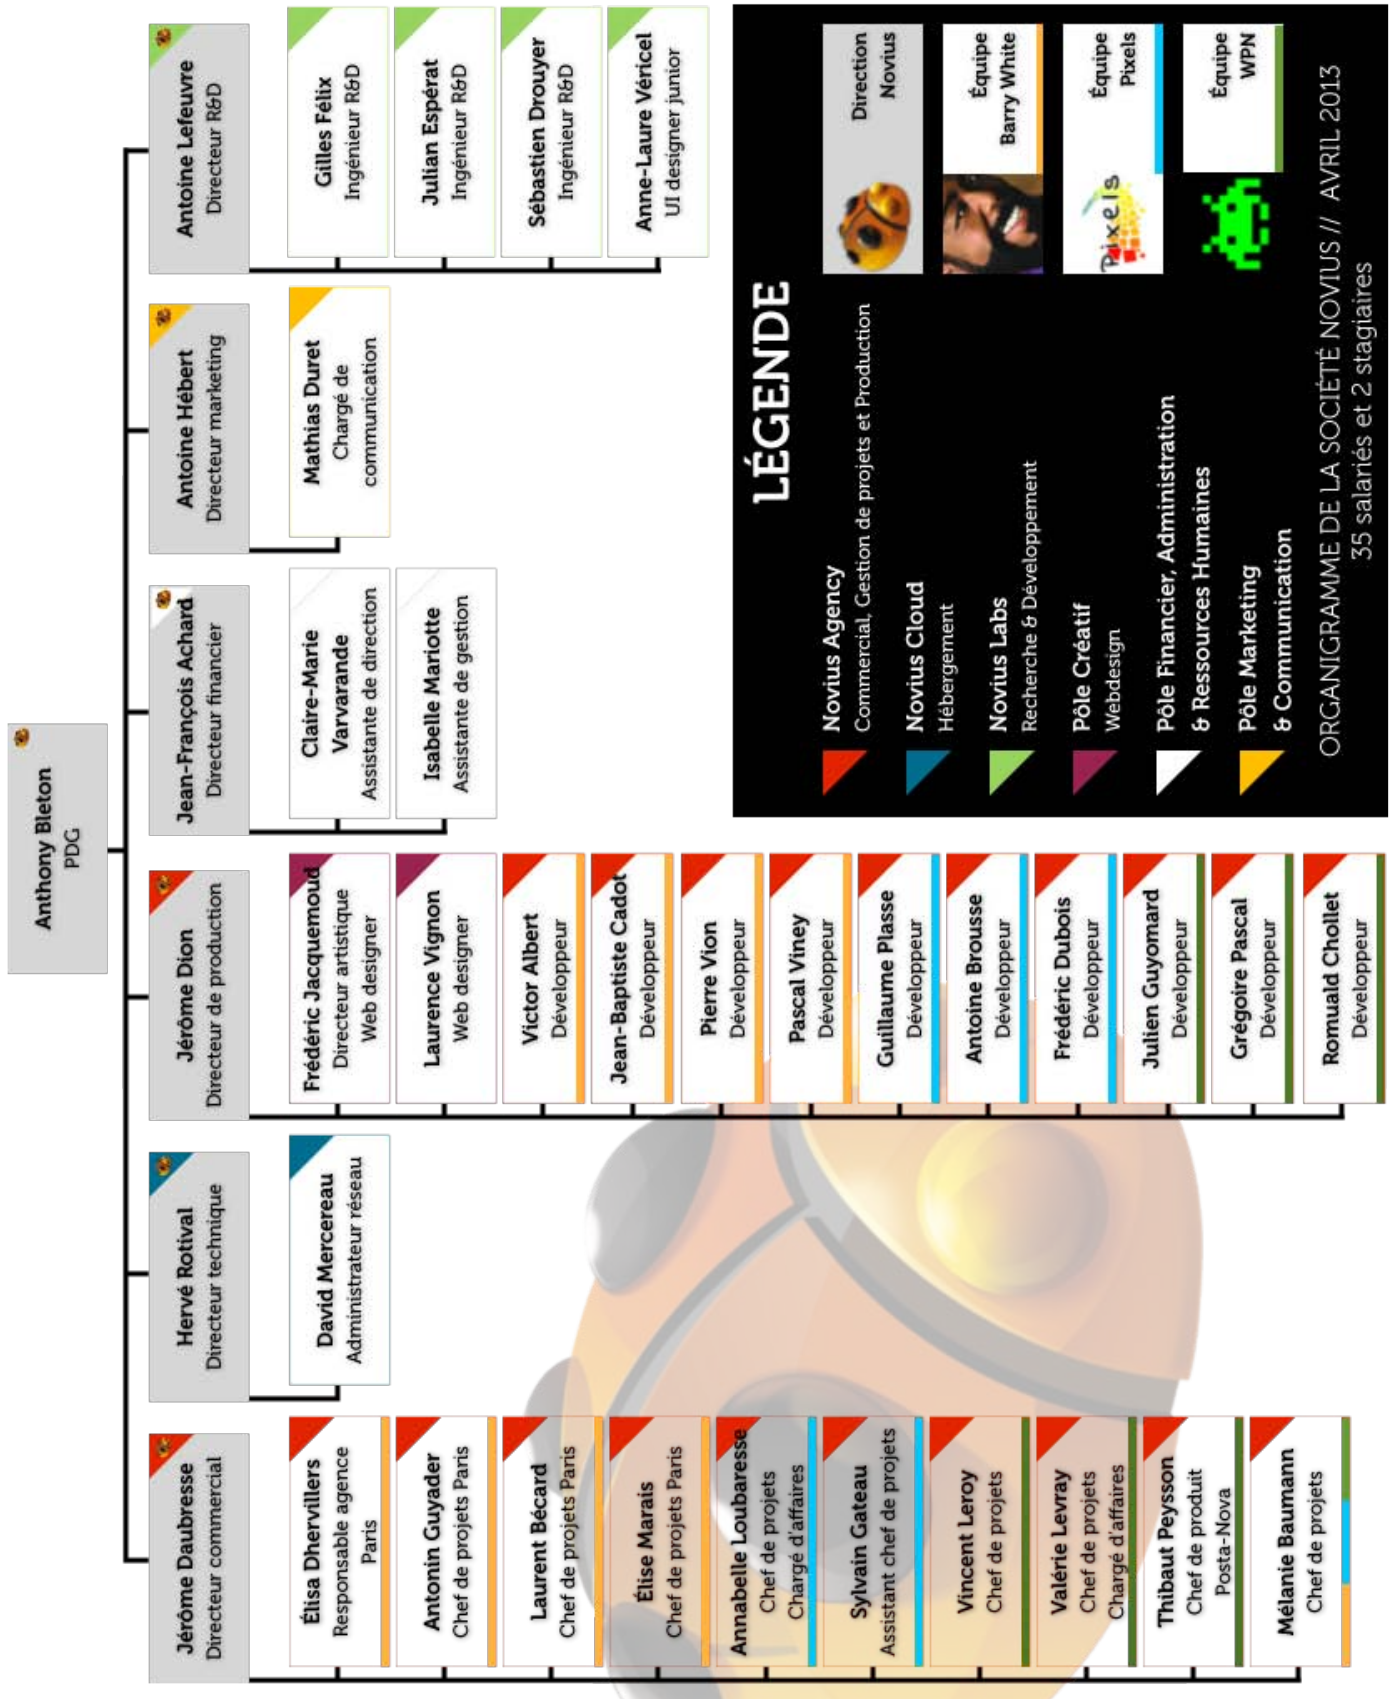 Anthony Bleton
PDG
Jérôme Daubresse
Directeur commercial
Élisa Dhervillers
Responsable agence
Paris
Antonin Guyader
Chef de projets Paris
Laurent Bécard
Chef de projets Paris
Élise Marais
Chef de projets Paris
Annabelle Loubaresse
Chef de projets
Chargé d'affaires
Sylvain Gateau
Assistant chef de projets
Vincent Leroy
Chef de projets
Valérie Levray
Chef de projets
Chargé d'affaires
Thibaut Peysson
Chef de produit
Posta-Nova
Mélanie Baumann
Chef de projets
Hervé Rotival
Directeur technique
David Mercereau
Administrateur réseau
Jérôme Dion
Directeur de production
Frédéric Jacquemoud
Directeur artistique
Web designer
Laurence Vignon
Web designer
Victor Albert
Développeur
Jean-Baptiste Cadot
Développeur
Pierre Vion
Développeur
Pascal Viney
Développeur
Guillaume Plasse
Développeur
Antoine Brousse
Développeur
Frédéric Dubois
Développeur
Julien Guyomard
Développeur
Grégoire Pascal
Développeur
Romuald Chollet
Développeur
Jean-François Achard
Directeur financier
Claire-Marie
Varvarande
Assistante de direction
Isabelle Mariotte
Assistante de gestion
Antoine Hébert
Directeur marketing
Mathias Duret
Chargé de
communication
Antoine Lefeuvre
Directeur R&D
Gilles Félix
Ingénieur R&D
Julian Espérat
Ingénieur R&D
Sébastien Drouyer
Ingénieur R&D
Anne-Laure Véricel
UI designer junior
LÉGENDE
Novius Agency
Commercial, Gestion de projets et Production
Novius Cloud
Hébergement
Novius Labs
Recherche & Développement
Pôle Créatif
Webdesign
Pôle Financier, Administration
& Ressources Humaines
Pôle Marketing
& Communication
Direction
Novius
Équipe
Barry White
Pixels
Équipe
Pixels
Équipe
WPN
ORGANIGRAMME DE LA SOCIÉTÉ NOVIUS // AVRIL 2013
35 salariés et 2 stagiaires